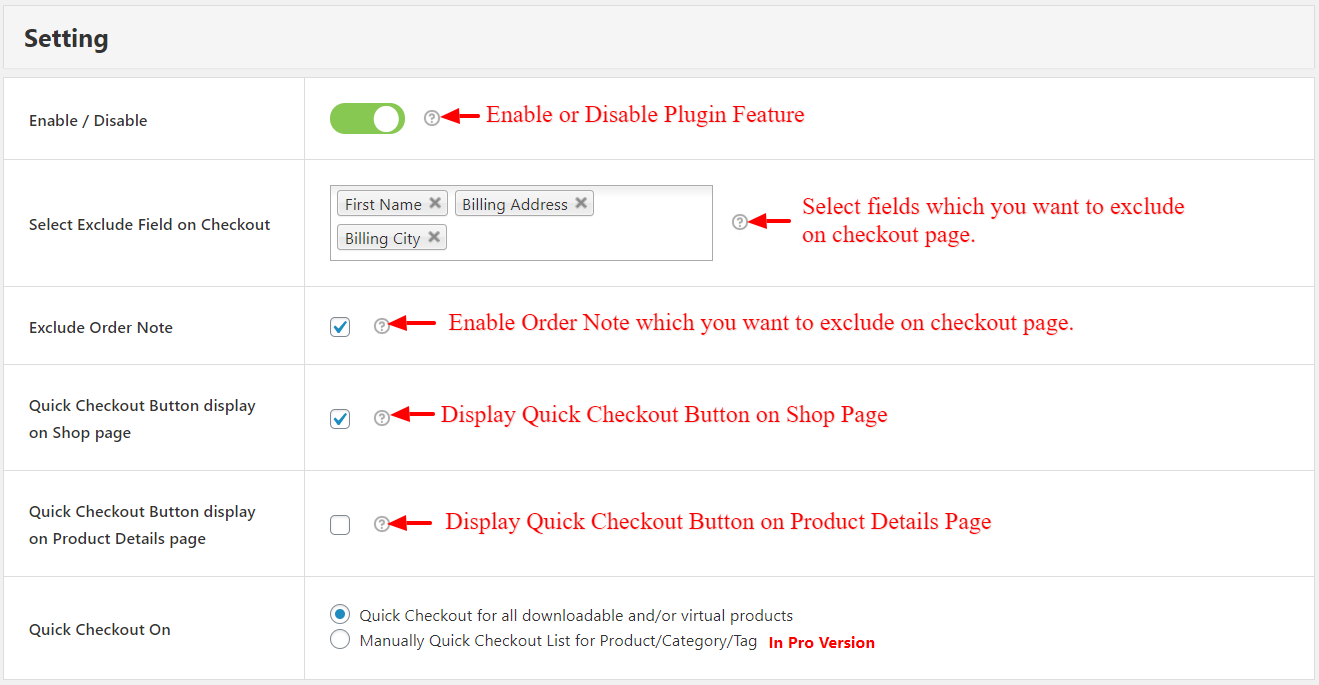 Setting
Enable / Disable
Enable or Disable Plugin Feature
Select Exclude Field on Checkout
First Name Billing Address
Billing City
Select fields which you want to exclude
on checkout page.
Exclude Order Note
Enable Order Note which you want to exclude on checkout page.
Quick Checkout Button display
on Shop page
Display Quick Checkout Button on Shop Page
Quick Checkout Button display
on Product Details page
Display Quick Checkout Button on Product Details Page
Quick Checkout On
Quick Checkout for all downloadable and/or virtual products
Manually Quick Checkout List for Product/Category/Tag In Pro Version